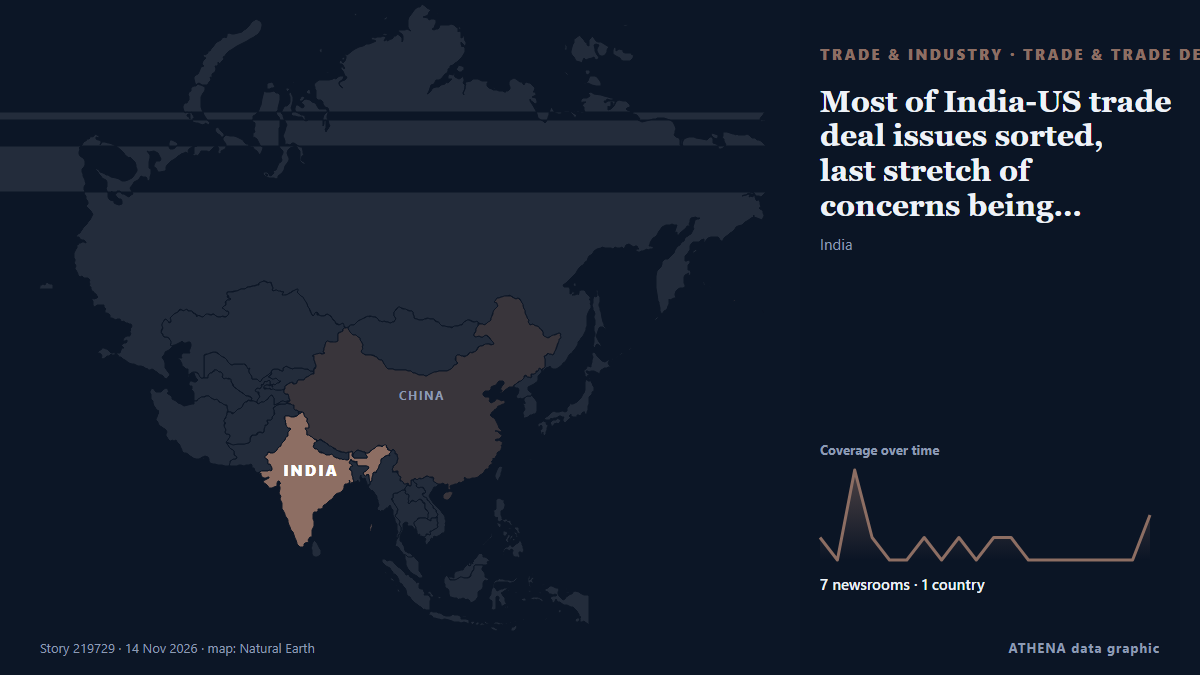 TRADE & INDUSTRY · TRADE & TRADE DE
Most of India-US trade
deal issues sorted,
last stretch of
concerns being...
India
CHINA
INDIA
Coverage over time
7 newsrooms · 1 country
Story 219729 · 14 Nov 2026 · map: Natural Earth
ATHENA data graphic